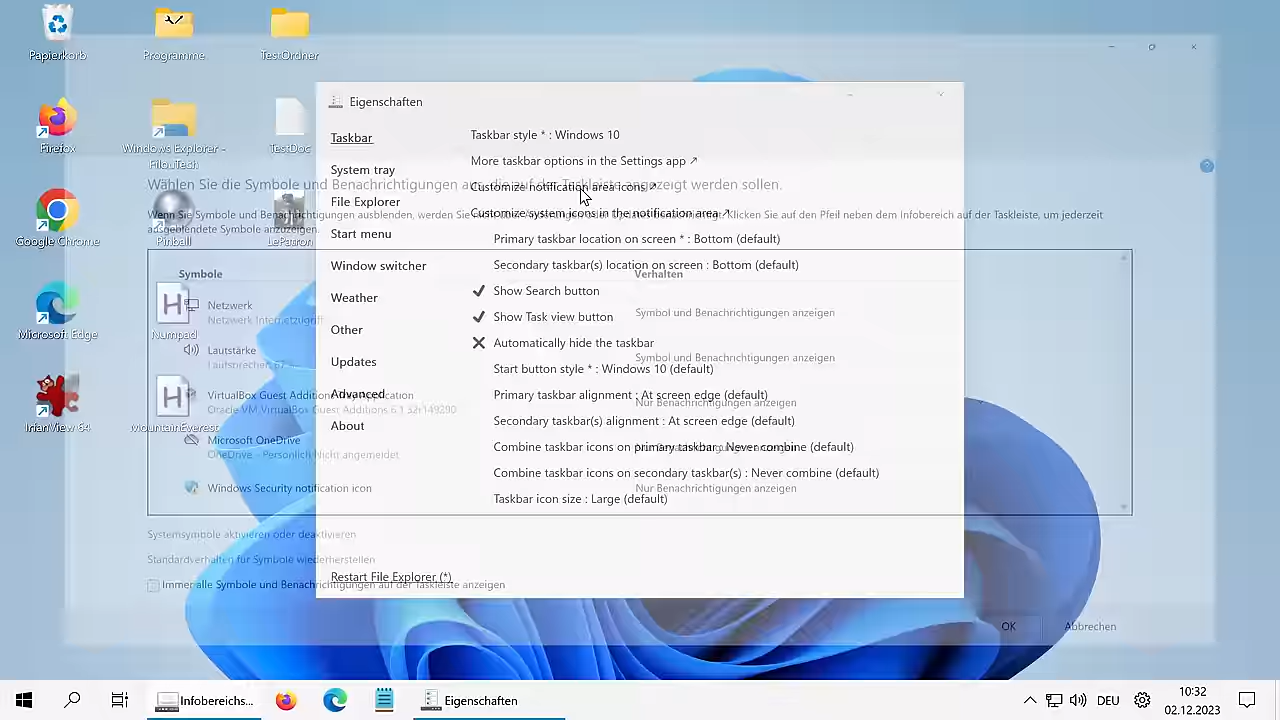 Papierkorb
Programme
TestOrdner
Firefox
Windows Explorer -
FilouTech
TestDoc
Google Chrome
Pinball
LePatron
Microsoft Edge
Numpad
IrfanView 64
MountainEverest
Eigenschaften
Taskbar
System tray
File Explorer
Start menu
Window switcher
Weather
Other
Updates
Advanced
About
Restart File Explorer (*)
Taskbar style * : Windows 10
More taskbar options in the Settings app ↗
Customize notification area icons ↗
Customize system icons in the notification area ↗
Primary taskbar location on screen * : Bottom (default)
Secondary taskbar(s) location on screen : Bottom (default)
Show Search button
Show Task view button
Automatically hide the taskbar
Start button style * : Windows 10 (default)
Primary taskbar alignment : At screen edge (default)
Secondary taskbar(s) alignment : At screen edge (default)
Combine taskbar icons on primary taskbar : Never combine (default)
Combine taskbar icons on secondary taskbar(s) : Never combine (default)
Taskbar icon size : Large (default)
Wählen Sie die Symbole und Benachrichtigungen aus, die auf der Taskleiste angezeigt werden sollen.
Wenn Sie Symbole und Benachrichtigungen ausblenden, werden Sie Klicken Sie auf den Pfeil neben dem Infobereich auf der Taskleiste, um jederzeit
ausgeblendete Symbole anzuzeigen.
Symbole
Verhalten
Netzwerk
Netzwerk Internetzugriff
Symbol und Benachrichtigungen anzeigen
Lautstärke
Lautsprecher: 67 %
Symbol und Benachrichtigungen anzeigen
VirtualBox Guest Additions Tray Application
Oracle VM VirtualBox Guest Additions 6.1.32r149290
Nur Benachrichtigungen anzeigen
Microsoft OneDrive
OneDrive - Persönlich Nicht angemeldet
Nur Benachrichtigungen anzeigen
Windows Security notification icon
Nur Benachrichtigungen anzeigen
Systemsymbole aktivieren oder deaktivieren
Standardverhalten für Symbole wiederherstellen
Immer alle Symbole und Benachrichtigungen auf der Taskleiste anzeigen
OK
Abbrechen
Infobereichs...
Eigenschaften
DEU
10:32
02.12.2023